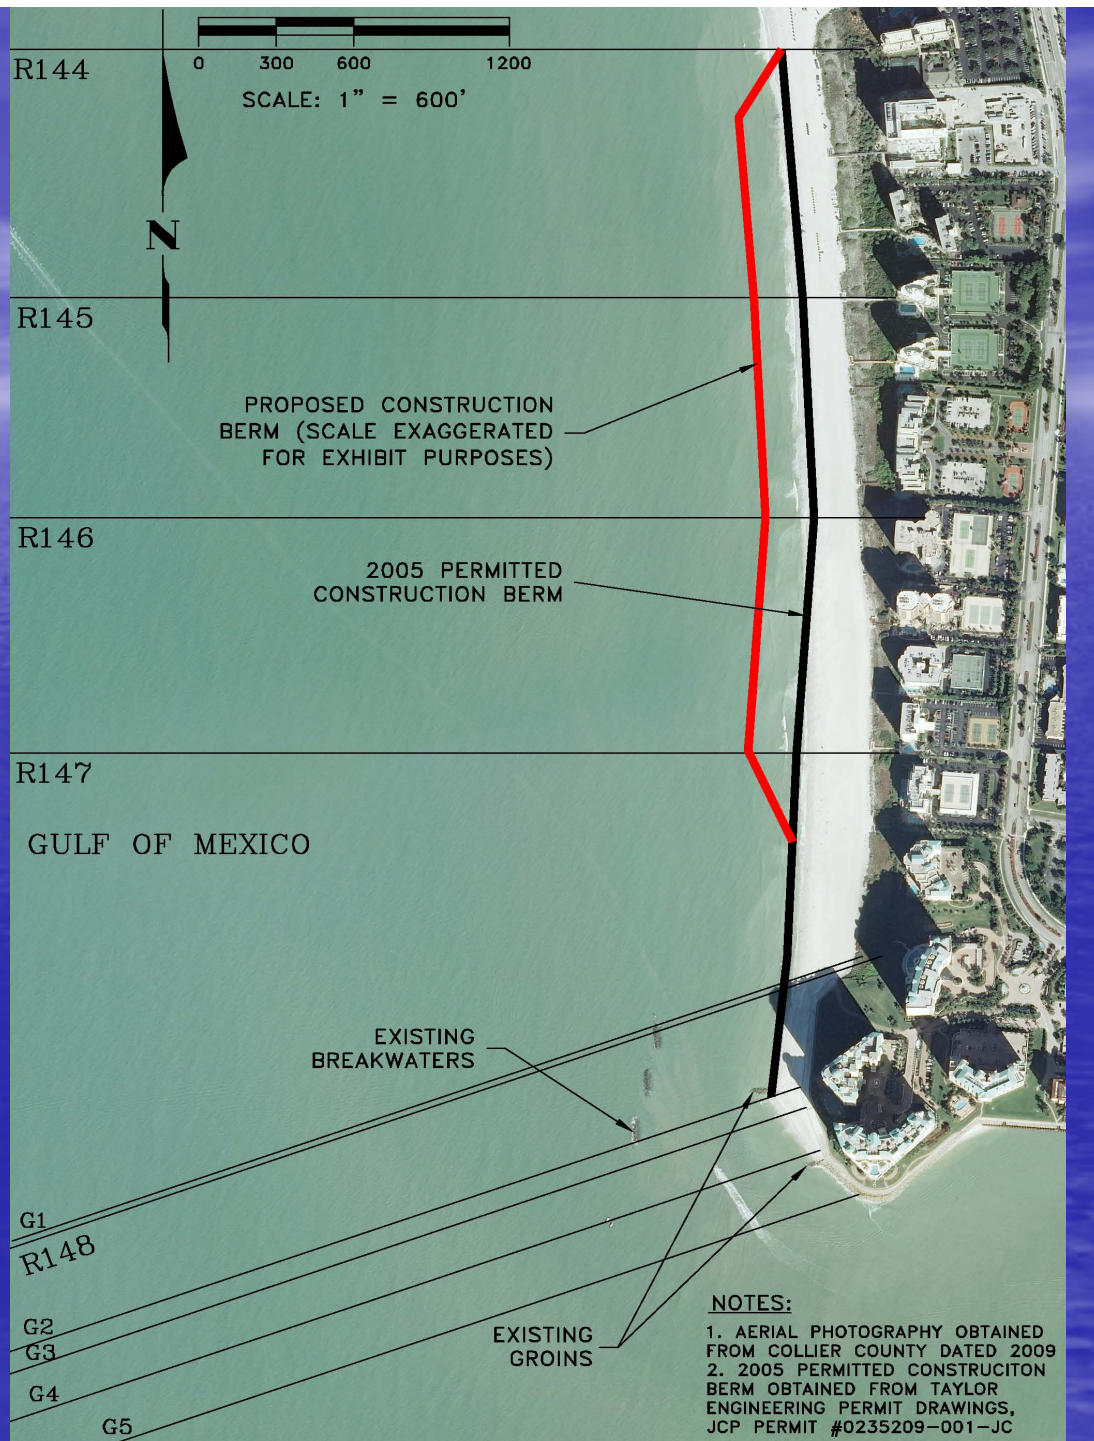 R144
0 300 600 1200
SCALE: 1" = 600'
N
R145
PROPOSED CONSTRUCTION
BERM (SCALE EXAGGERATED
FOR EXHIBIT PURPOSES)
R146
2005 PERMITTED
CONSTRUCTION BERM
R147
GULF OF MEXICO
EXISTING
BREAKWATERS
G1
R148
G2
G3
G4
G5
EXISTING
GROINS
NOTES:
1. AERIAL PHOTOGRAPHY OBTAINED
FROM COLLIER COUNTY DATED 2009
2. 2005 PERMITTED CONSTRUCITON
BERM OBTAINED FROM TAYLOR
ENGINEERING PERMIT DRAWINGS,
JCP PERMIT #0235209-001-JC